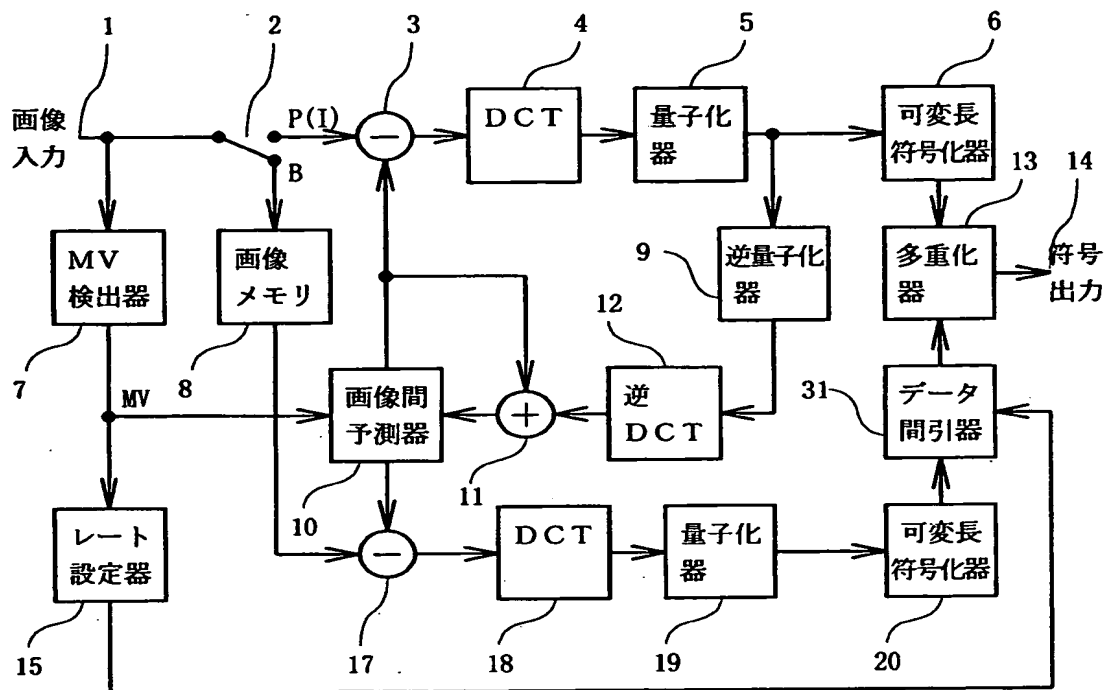 1
2
3
4
5
6
画像
入力
P(I)
B
−
DCT
量子化
器
可変長
符号化器
13
14
MV
検出器
画像
メモリ
9
逆量子化
器
多重化
器
符号
出力
7
8
12
MV
画像間
予測器
+
逆
DCT
31
データ
間引器
10
11
レート
設定器
−
DCT
量子化
器
可変長
符号化器
15
17
18
19
20